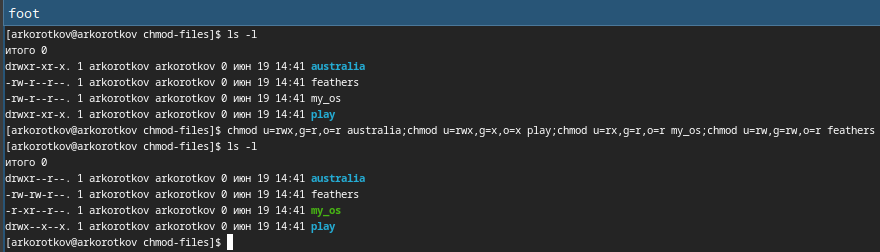 foot
[arkorotkov@arkorotkov chmod-files]$ ls -l
итого 0
drwxr-xr-x. 1 arkorotkov arkorotkov 0 июн 19 14:41 australia
-rw-r--r--. 1 arkorotkov arkorotkov 0 июн 19 14:41 feathers
-rw-r--r--. 1 arkorotkov arkorotkov 0 июн 19 14:41 my_os
drwxr-xr-x. 1 arkorotkov arkorotkov 0 июн 19 14:41 play
[arkorotkov@arkorotkov chmod-files]$ chmod u=rwx,g=r,o=r australia;chmod u=rwx,g=x,o=x play;chmod u=rx,g=r,o=r my_os;chmod u=rw,g=rw,o=r feathers
[arkorotkov@arkorotkov chmod-files]$ ls -l
итого 0
drwxr--r--. 1 arkorotkov arkorotkov 0 июн 19 14:41 australia
-rw-rw-r--. 1 arkorotkov arkorotkov 0 июн 19 14:41 feathers
-r-xr--r--. 1 arkorotkov arkorotkov 0 июн 19 14:41 my_os
drwx--x--x. 1 arkorotkov arkorotkov 0 июн 19 14:41 play
[arkorotkov@arkorotkov chmod-files]$